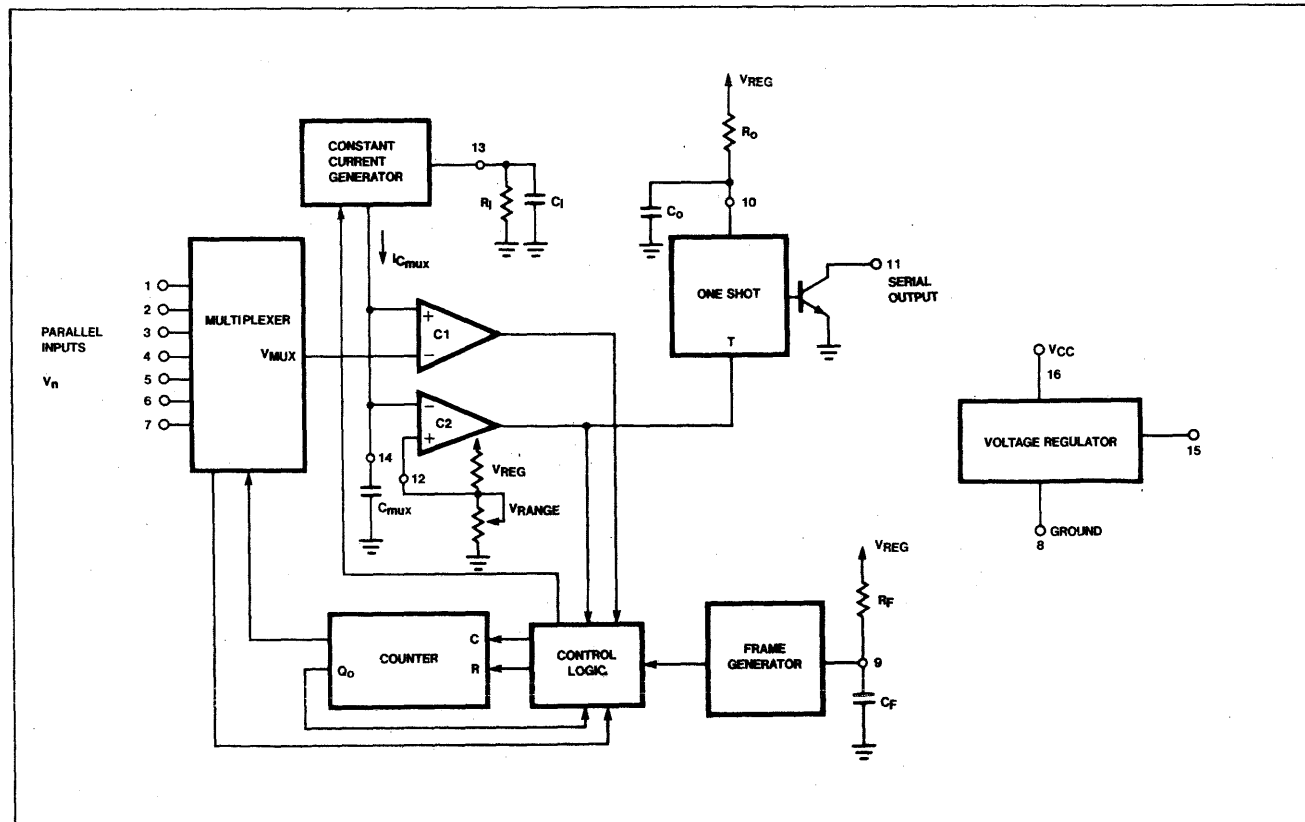 VREG
RO
CONSTANT
CURRENT
GENERATOR
13
RI
CI
CO
10
ICmux
ONE SHOT
T
11
SERIAL
OUTPUT
PARALLEL
INPUTS
Vn
1
2
3
4
5
6
7
MULTIPLEXER
VMUX
+
C1
−
−
C2
+
14
12
Cmux
VREG
VRANGE
VCC
16
VOLTAGE REGULATOR
15
8
GROUND
COUNTER
C
R
QO
CONTROL
LOGIC
FRAME
GENERATOR
VREG
RF
9
CF